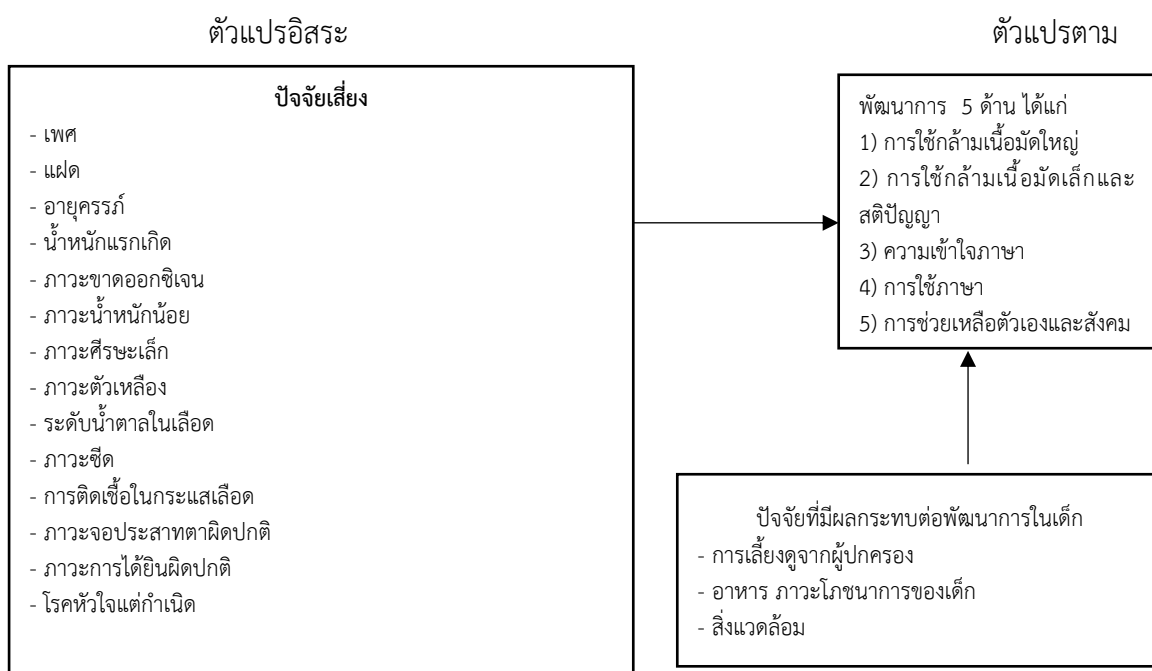 ตัวแปรอิสระ
ตัวแปรตาม
ปัจจัยเสี่ยง
- เพศ
- แฝด
- อายุครรภ์
- น้ำหนักแรกเกิด
- ภาวะขาดออกซิเจน
- ภาวะน้ำหนักน้อย
- ภาวะศีรษะเล็ก
- ภาวะตัวเหลือง
- ระดับน้ำตาลในเลือด
- ภาวะซีด
- การติดเชื้อในกระแสเลือด
- ภาวะจอประสาทตาผิดปกติ
- ภาวะการได้ยินผิดปกติ
- โรคหัวใจแต่กำเนิด
พัฒนาการ 5 ด้าน ได้แก่
1) การใช้กล้ามเนื้อมัดใหญ่
2) การใช้กล้ามเนื้อมัดเล็กและ
สติปัญญา
3) ความเข้าใจภาษา
4) การใช้ภาษา
5) การช่วยเหลือตัวเองและสังคม
ปัจจัยที่มีผลกระทบต่อพัฒนาการในเด็ก
- การเลี้ยงดูจากผู้ปกครอง
- อาหาร ภาวะโภชนาการของเด็ก
- สิ่งแวดล้อม